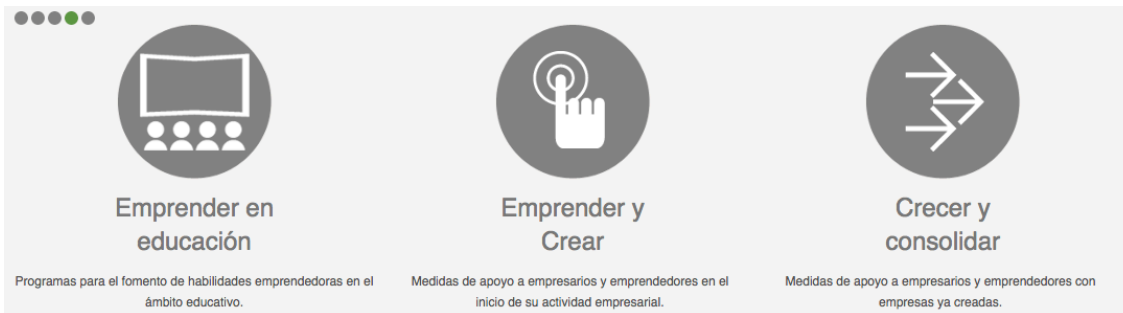 Emprender en
educación
Programas para el fomento de habilidades emprendedoras en el
ámbito educativo.
Emprender y
Crear
Medidas de apoyo a empresarios y emprendedores en el
inicio de su actividad empresarial.
Crecer y
consolidar
Medidas de apoyo a empresarios y emprendedores con
empresas ya creadas.